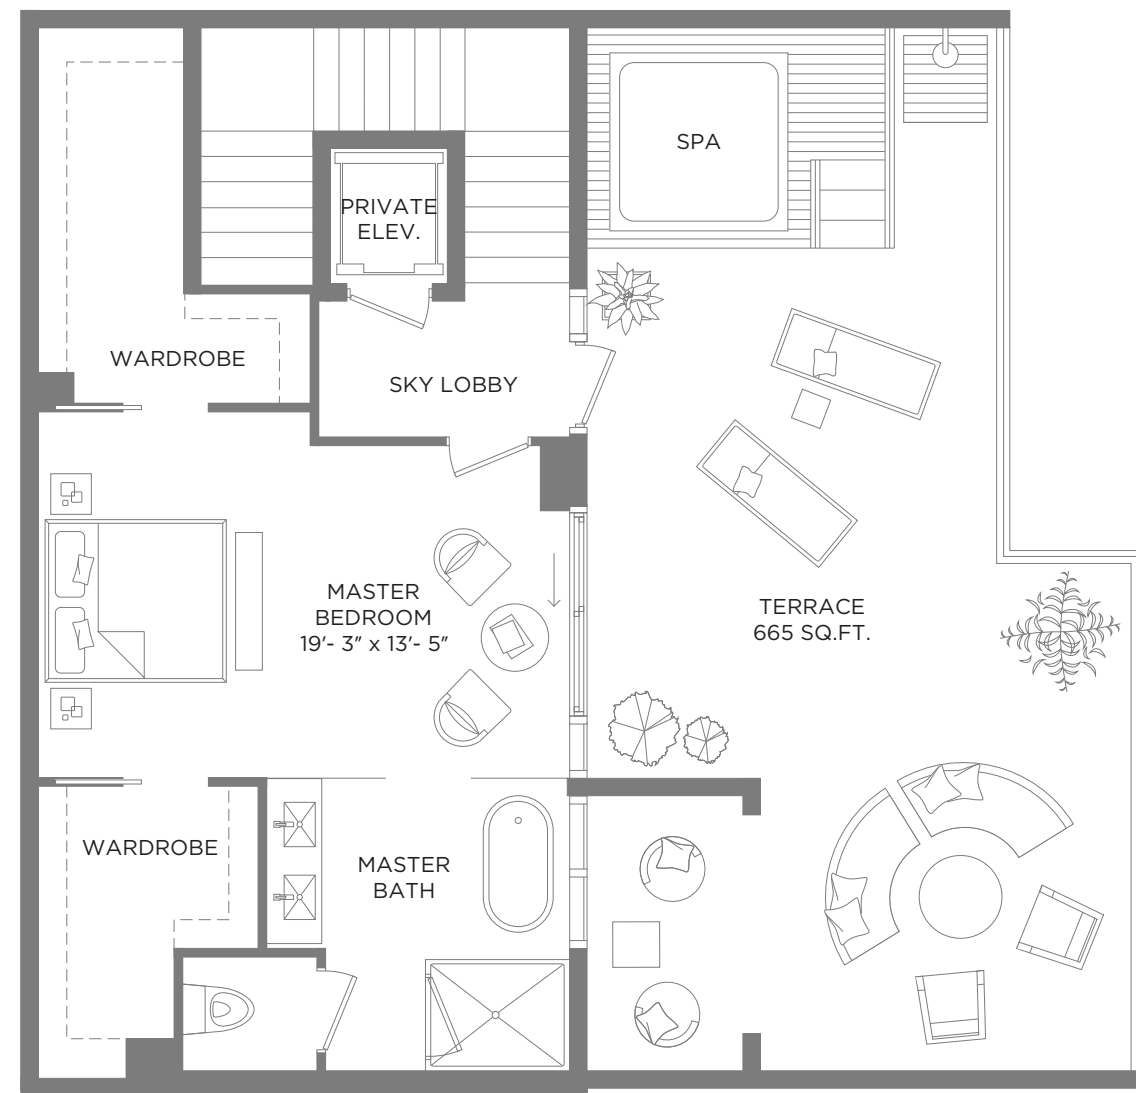 SPA
PRIVATE
ELEV.
WARDROBE
SKY LOBBY
MASTER
BEDROOM
19'- 3" x 13'- 5"
TERRACE
665 SQ.FT.
WARDROBE
MASTER
BATH